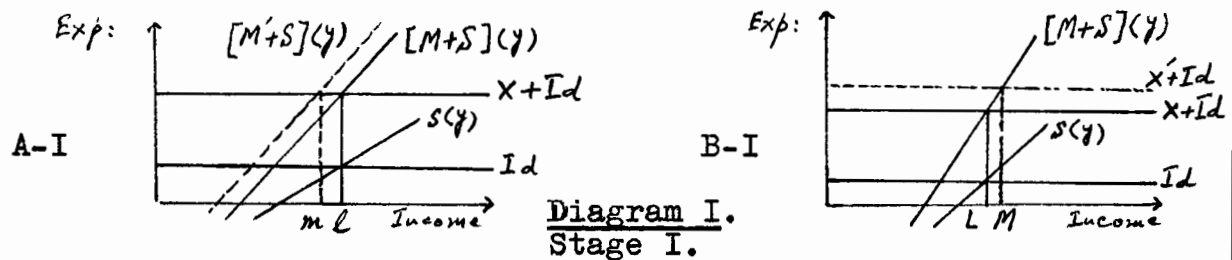 Exp:
[M'+S](y)
[M+S](y)
X+Id
S(y)
A-I
Id
m l Income
Diagram I.
Stage I.
Exp:
[M+S](y)
X'+Id
X+Id
S(y)
B-I
Id
L M Income